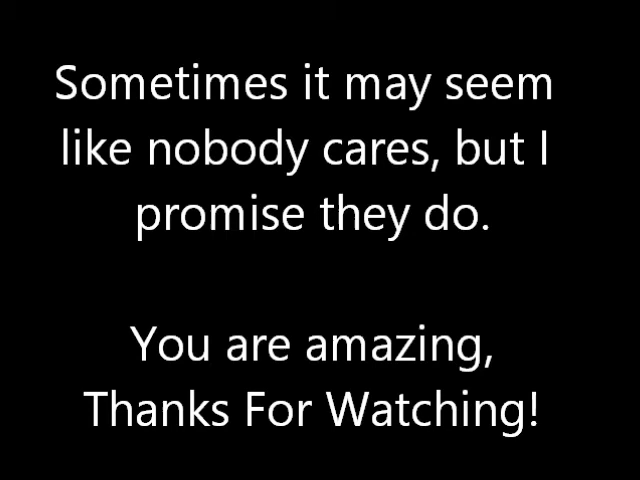 Sometimes it may seem
like nobody cares, but I
promise they do.
You are amazing,
Thanks For Watching!